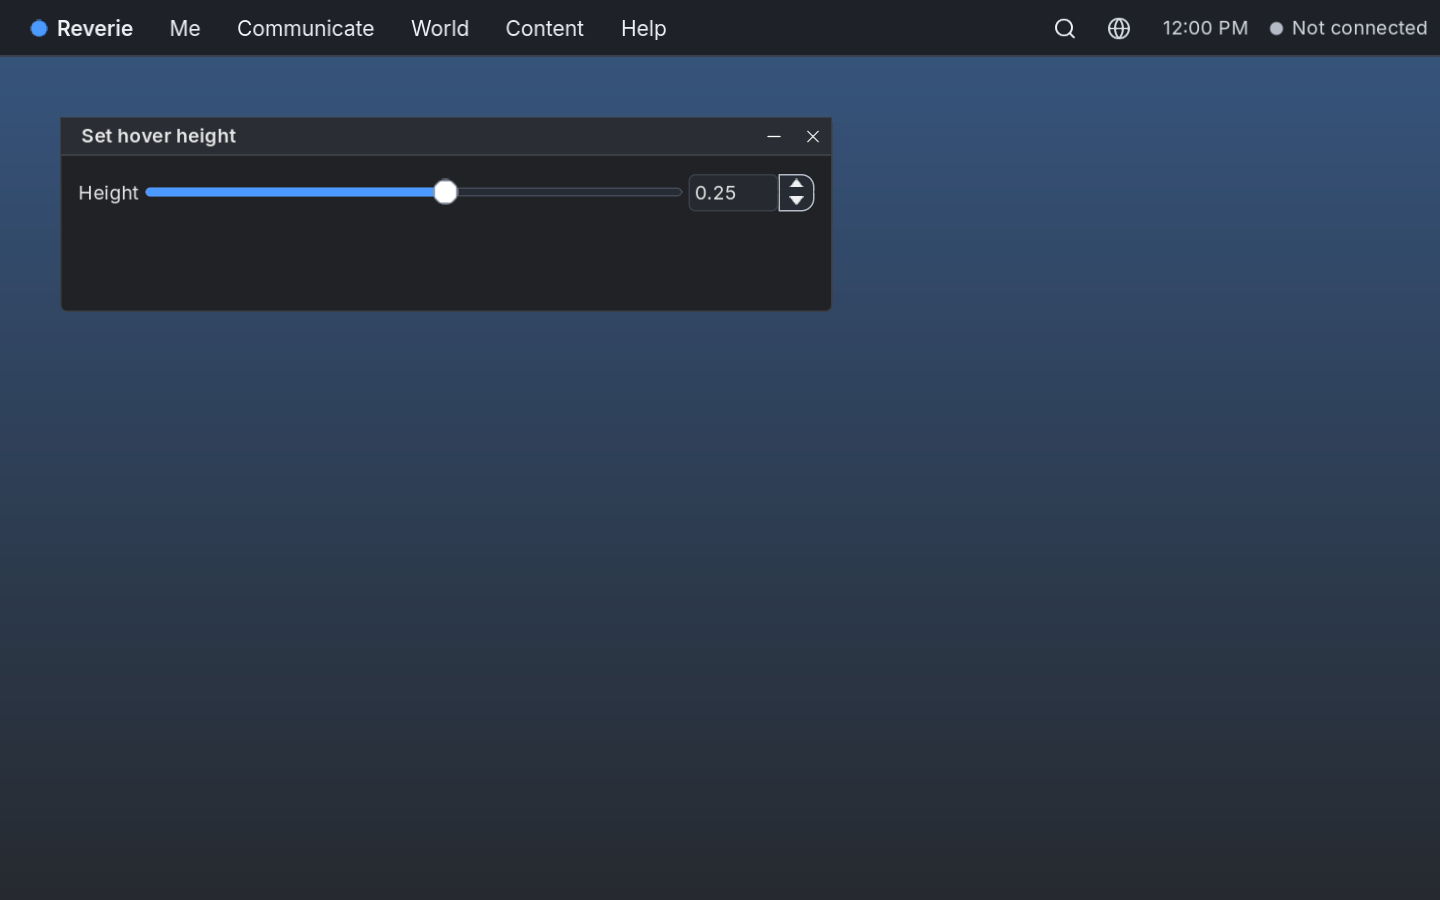 Reverie Me Communicate World Content Help 12:00 PM Not connected
Set hover height
Height 0.25